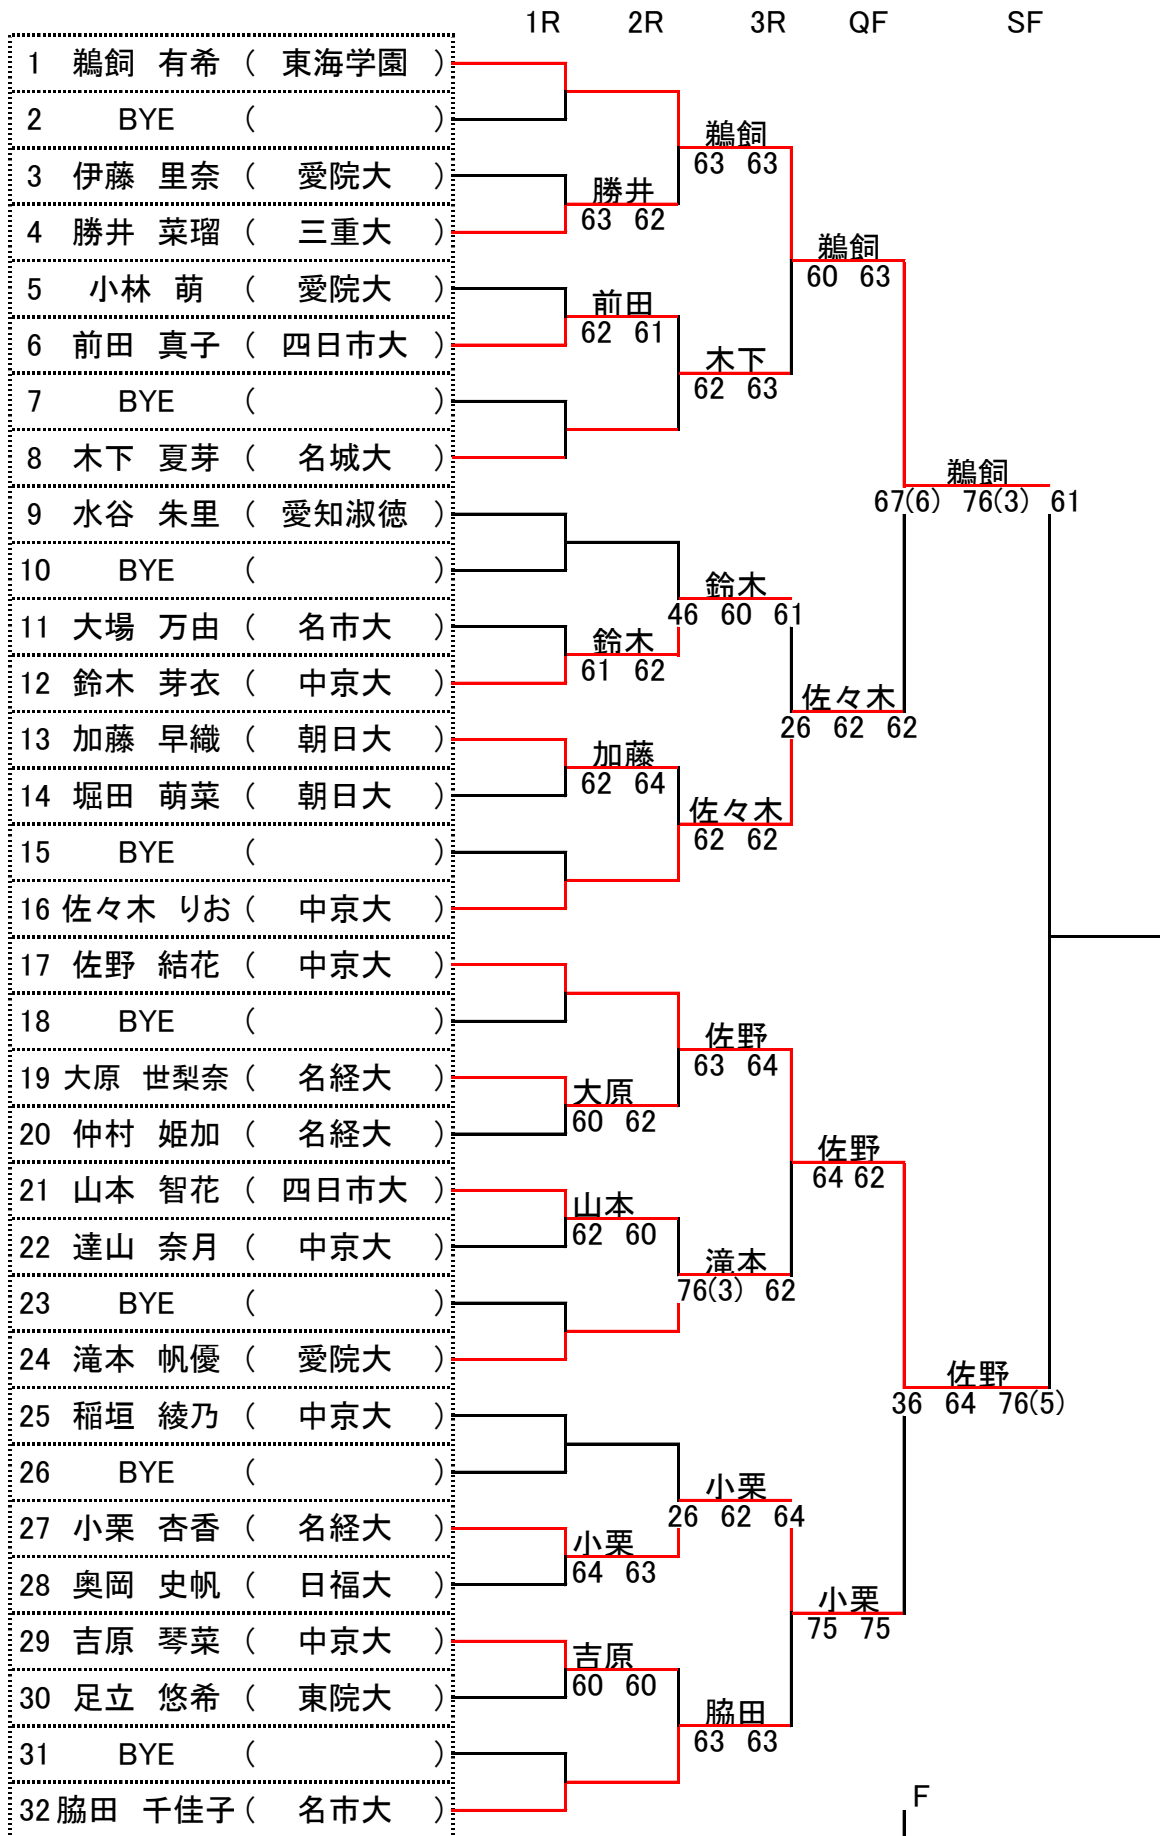 1R 2R 3R QF SF
1 鵜飼 有希 ( 東海学園 )
2 BYE ( )
鵜飼
63 63
3 伊藤 里奈 ( 愛院大 )
勝井
63 62
4 勝井 菜瑠 ( 三重大 )
鵜飼
60 63
5 小林 萌 ( 愛院大 )
前田
62 61
6 前田 真子 ( 四日市大 )
木下
62 63
7 BYE ( )
8 木下 夏芽 ( 名城大 )
鵜飼
67(6) 76(3) 61
9 水谷 朱里 ( 愛知淑徳 )
10 BYE ( )
鈴木
46 60 61
11 大場 万由 ( 名市大 )
鈴木
61 62
12 鈴木 芽衣 ( 中京大 )
佐々木
26 62 62
13 加藤 早織 ( 朝日大 )
加藤
62 64
14 堀田 萌菜 ( 朝日大 )
佐々木
62 62
15 BYE ( )
16 佐々木 りお ( 中京大 )
17 佐野 結花 ( 中京大 )
18 BYE ( )
佐野
63 64
19 大原 世梨奈 ( 名経大 )
大原
60 62
20 仲村 姫加 ( 名経大 )
佐野
64 62
21 山本 智花 ( 四日市大 )
山本
62 60
22 達山 奈月 ( 中京大 )
滝本
76(3) 62
23 BYE ( )
24 滝本 帆優 ( 愛院大 )
佐野
36 64 76(5)
25 稲垣 綾乃 ( 中京大 )
26 BYE ( )
小栗
26 62 64
27 小栗 杏香 ( 名経大 )
小栗
64 63
28 奥岡 史帆 ( 日福大 )
小栗
75 75
29 吉原 琴菜 ( 中京大 )
吉原
60 60
30 足立 悠希 ( 東院大 )
脇田
63 63
31 BYE ( )
32 脇田 千佳子 ( 名市大 )
F